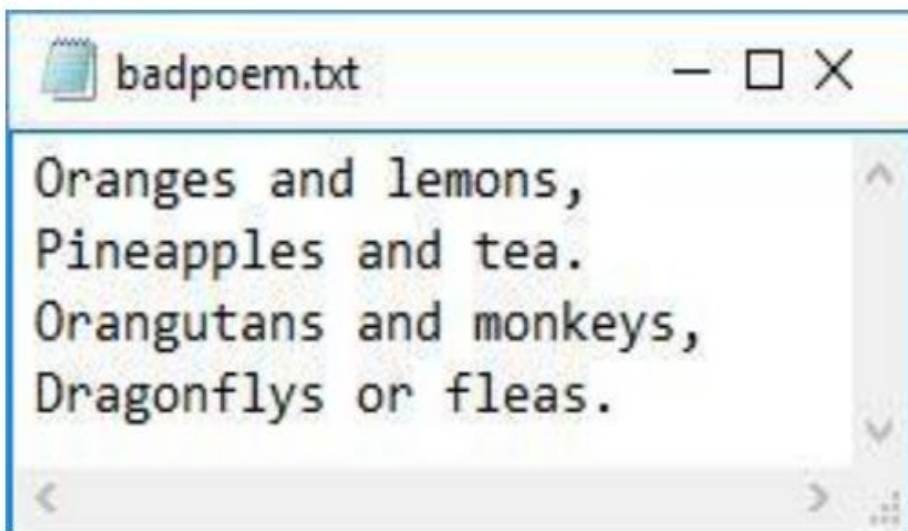 badpoem.txt
Oranges and lemons,
Pineapples and tea.
Orangutans and monkeys,
Dragonflys or fleas.